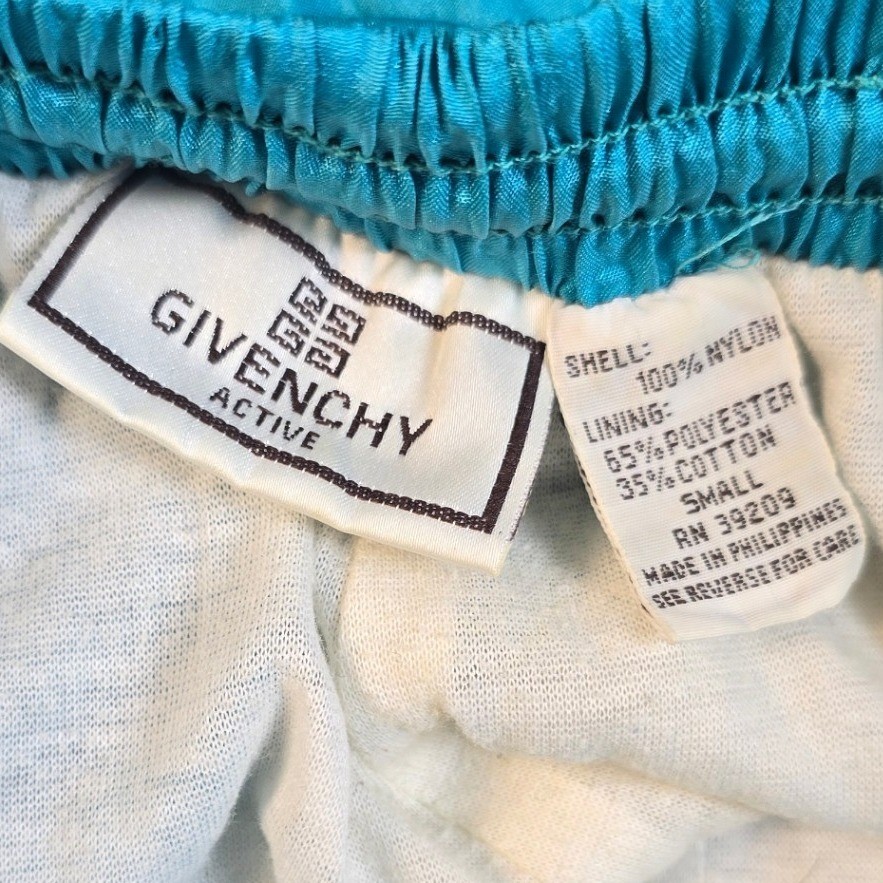 GIVENCHY
ACTIVE
SHELL:
100% NYLON
LINING:
65% POLYESTER
35% COTTON
SMALL
RN 39209
MADE IN PHILIPPINES
SEE REVERSE FOR CARE